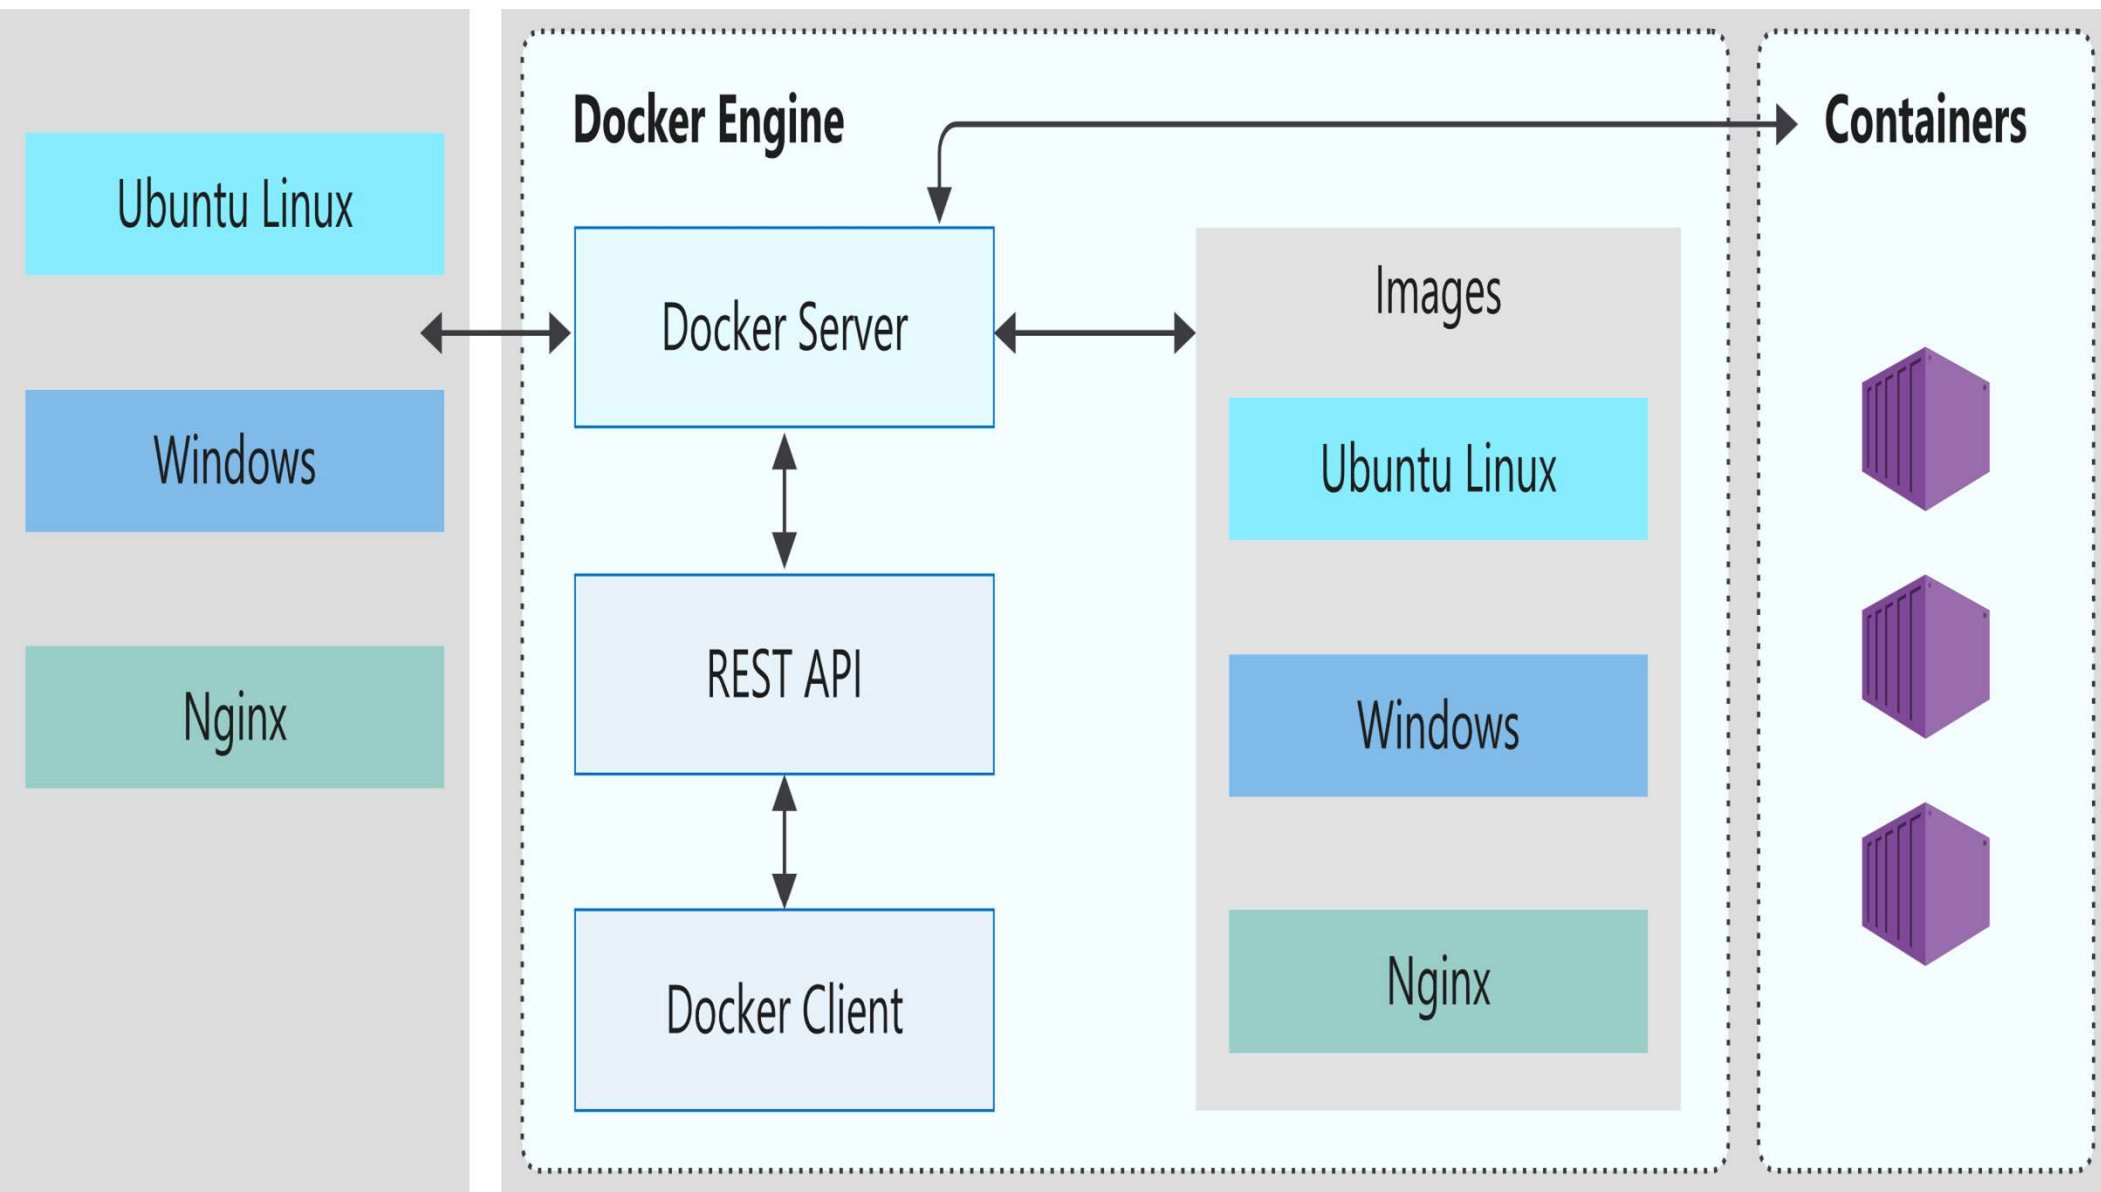 Ubuntu Linux
Windows
Nginx
Docker Engine
Docker Server
REST API
Docker Client
Images
Ubuntu Linux
Windows
Nginx
Containers